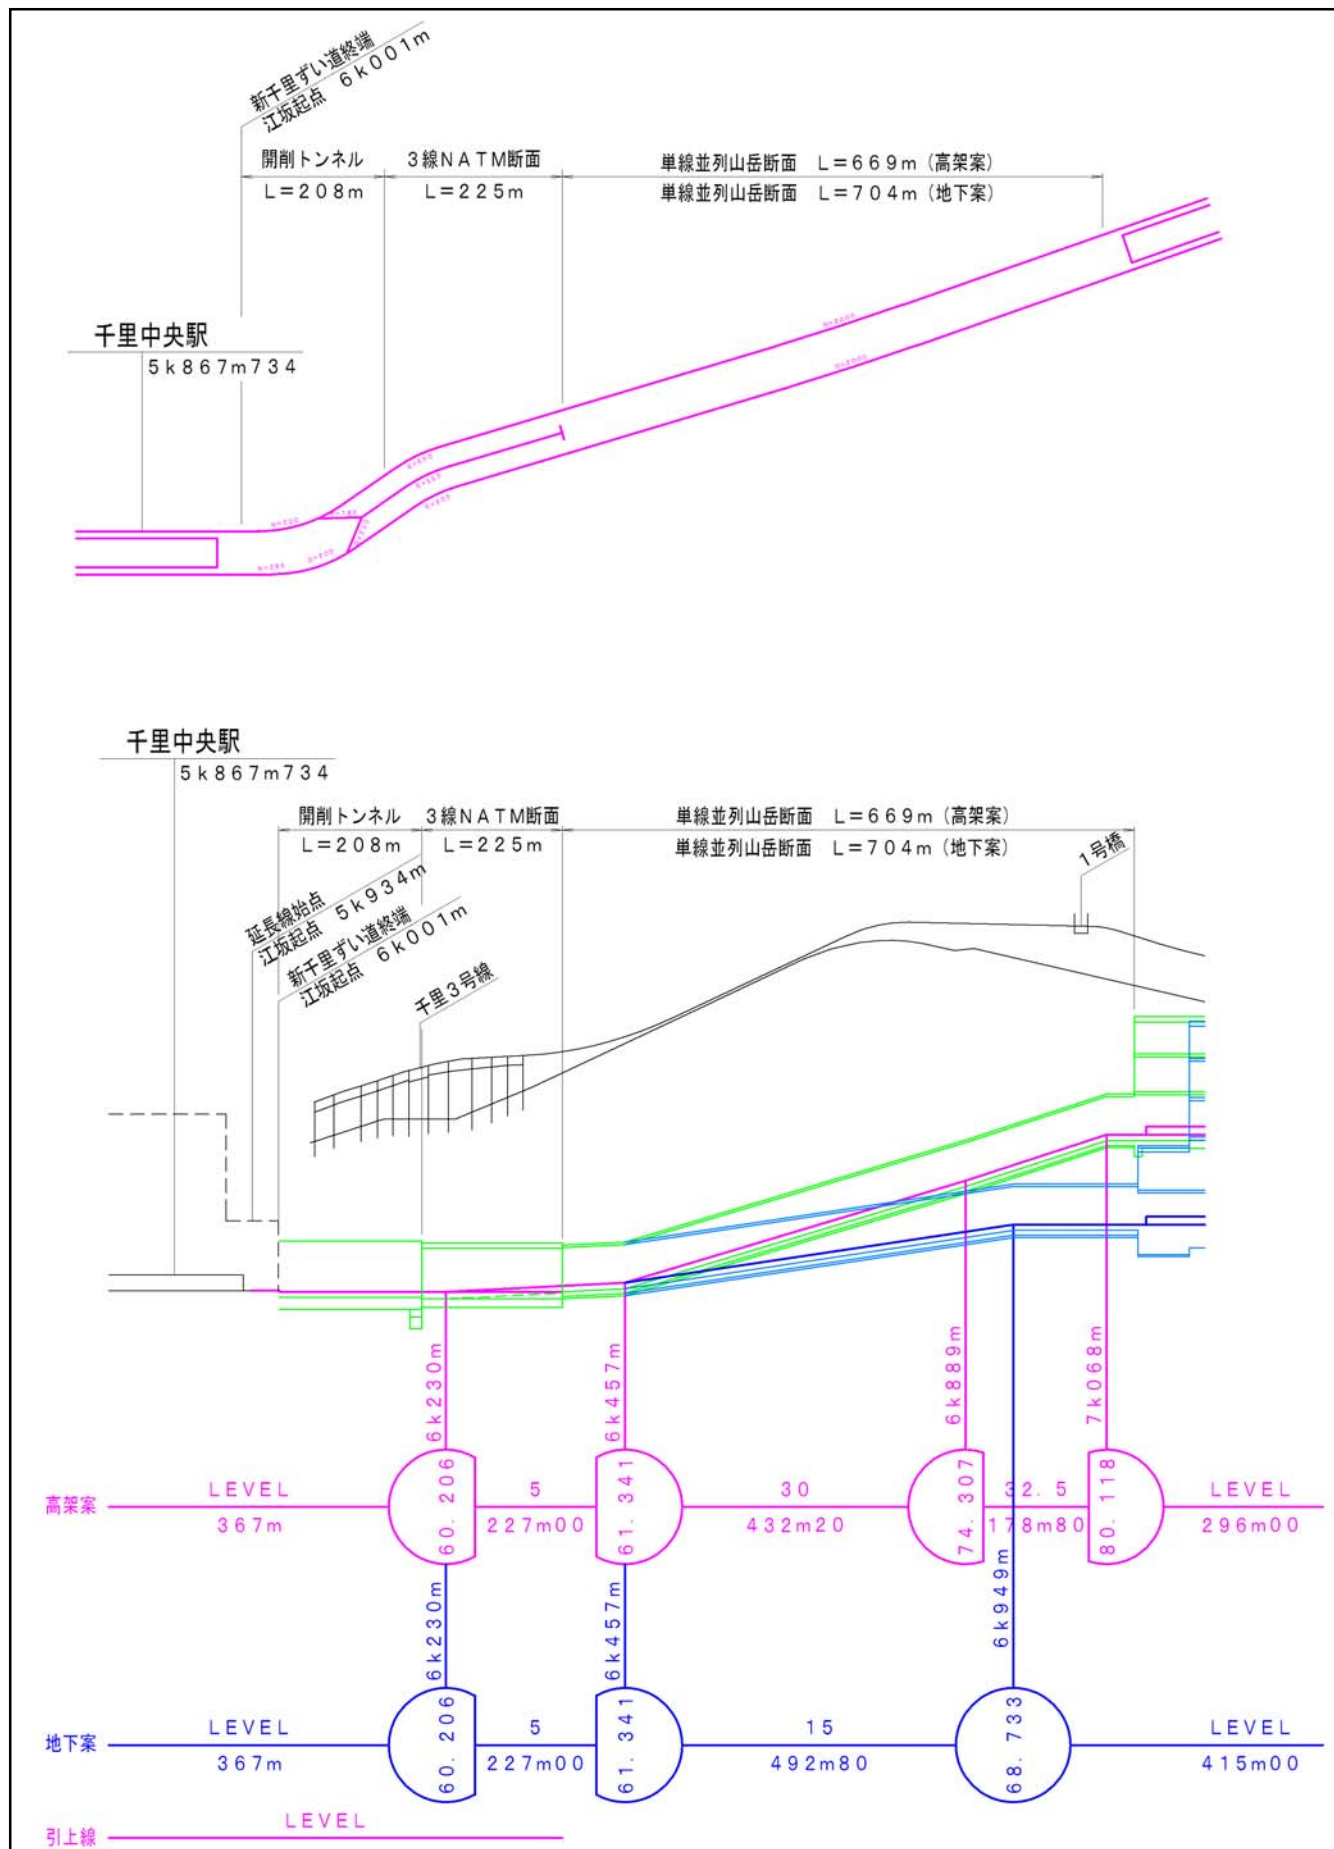 新千里ずい道終端
江坂起点 6k001m
開削トンネル
L=208m
3線NATM断面
L=225m
単線並列山岳断面 L=669m(高架案)
単線並列山岳断面 L=704m(地下案)
千里中央駅
5k867m734
R=2000
R=2000
千里中央駅
5k867m734
開削トンネル
L=208m
3線NATM断面
L=225m
単線並列山岳断面 L=669m(高架案)
単線並列山岳断面 L=704m(地下案)
1号橋
延長線始点
江坂起点 5k934m
新千里ずい道終端
江坂起点 6k001m
千里3号線
6k230m
6k457m
6k889m
7k068m
高架案
LEVEL
367m
60.206
5
227m00
61.341
30
432m20
74.307
32.5
178m80
80.118
LEVEL
296m00
6k230m
6k457m
6k949m
地下案
LEVEL
367m
60.206
5
227m00
61.341
15
492m80
68.733
LEVEL
415m00
引上線
LEVEL